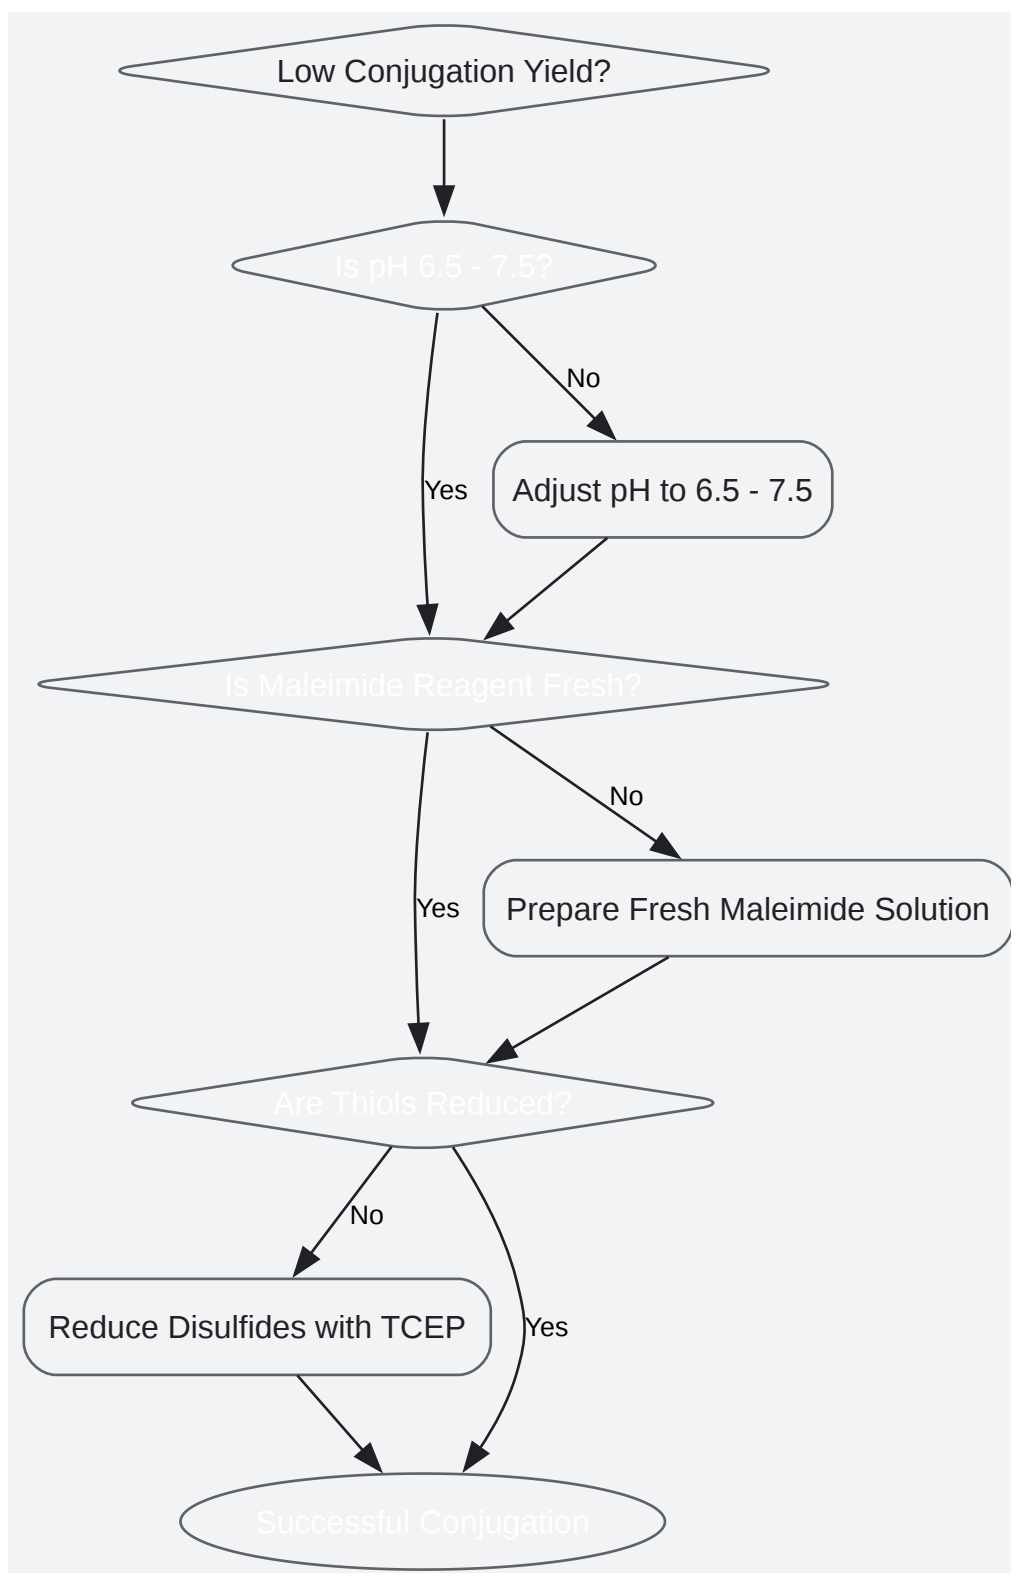 Low Conjugation Yield?
Is pH 6.5 - 7.5?
No
Yes
Adjust pH to 6.5 - 7.5
Is Maleimide Reagent Fresh?
No
Yes
Prepare Fresh Maleimide Solution
Are Thiols Reduced?
No
Reduce Disulfides with TCEP
Yes
Successful Conjugation